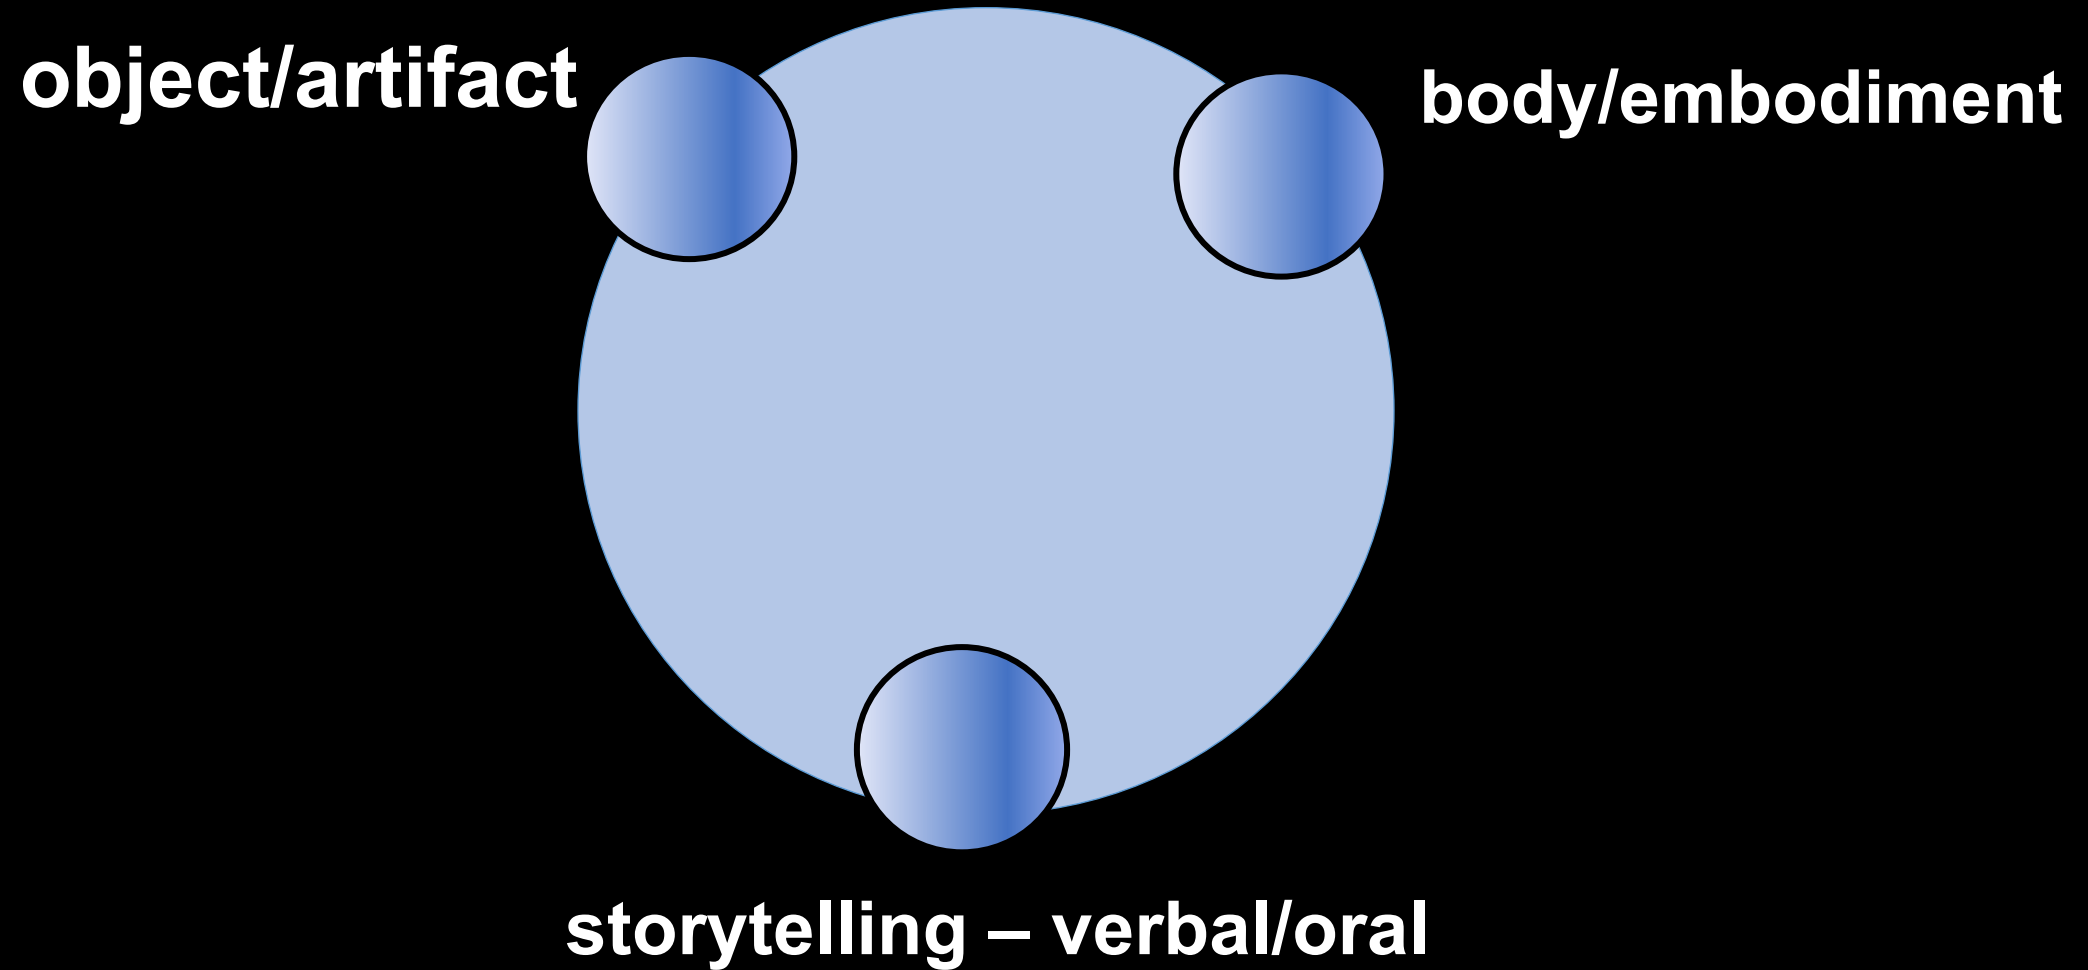 object/artifact
body/embodiment
storytelling – verbal/oral